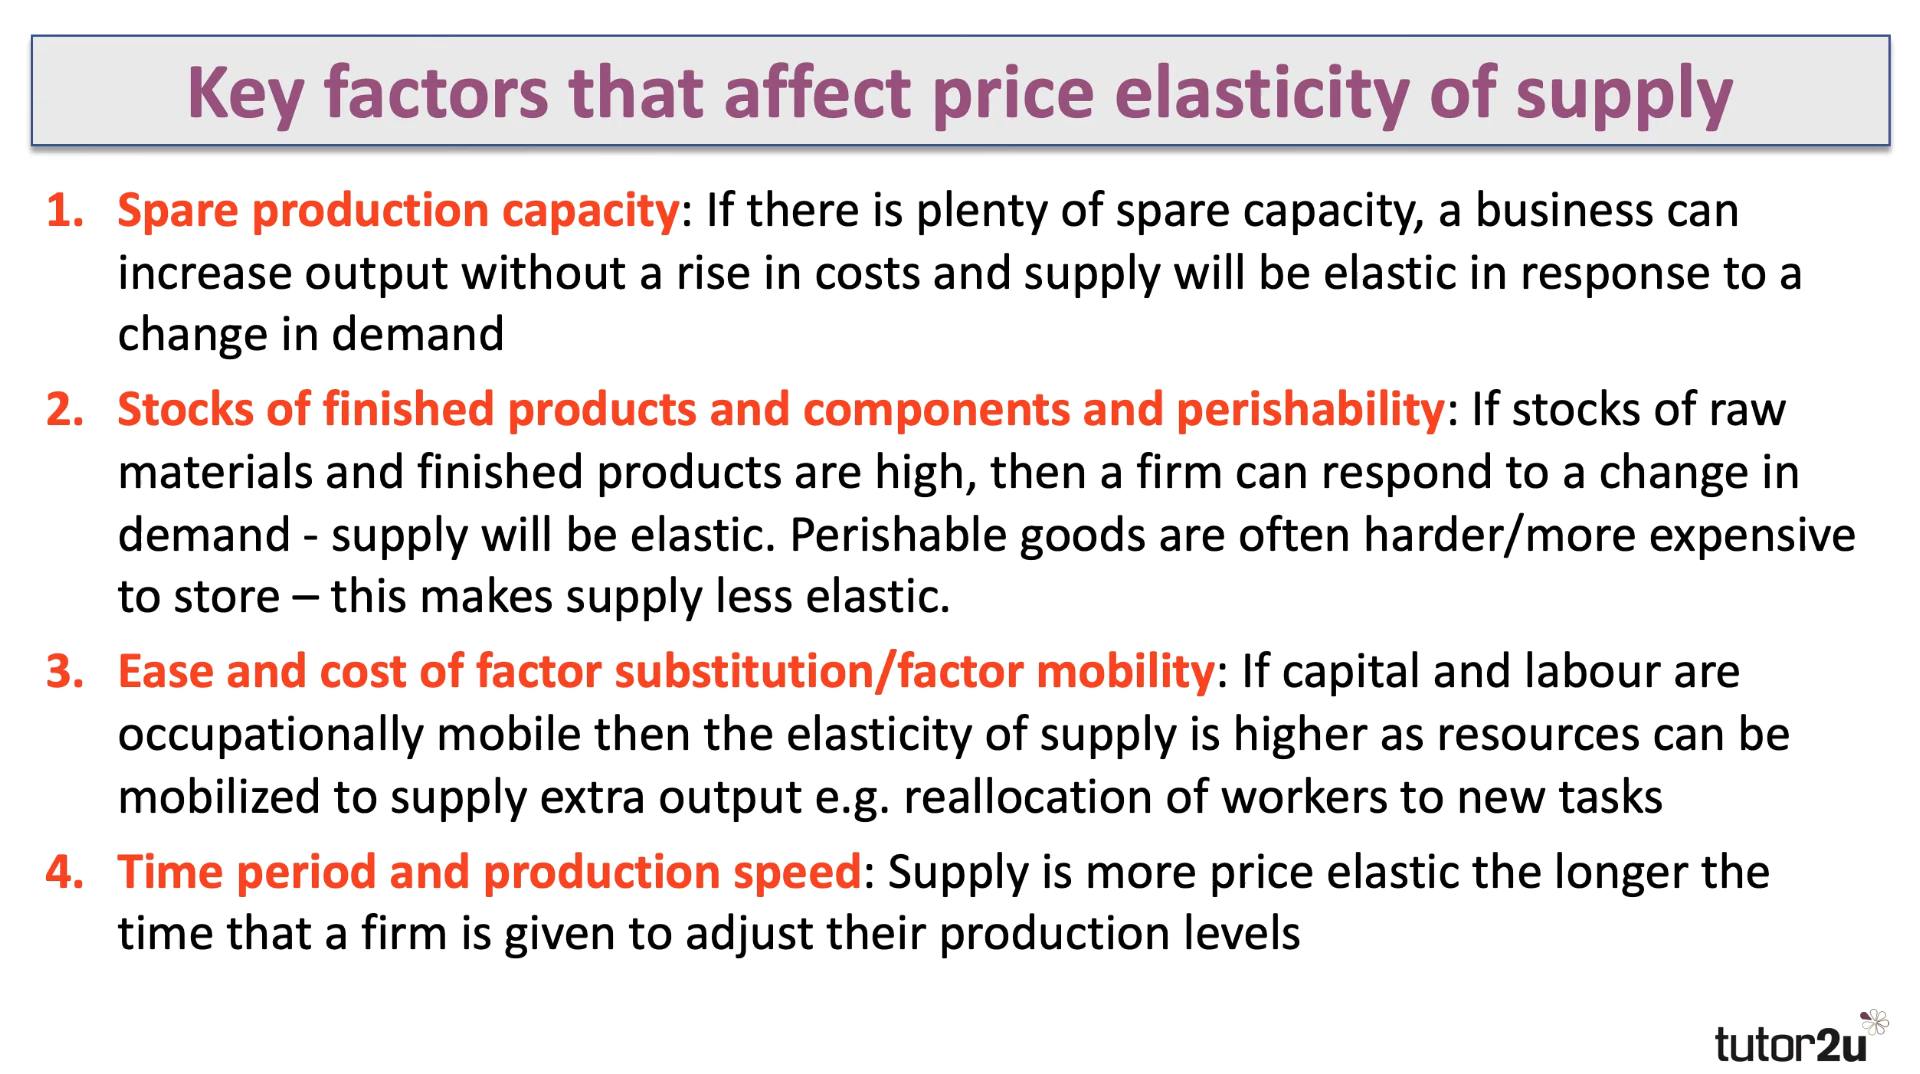 Key factors that affect price elasticity of supply
1. Spare production capacity: If there is plenty of spare capacity, a business can
increase output without a rise in costs and supply will be elastic in response to a
change in demand
2. Stocks of finished products and components and perishability: If stocks of raw
materials and finished products are high, then a firm can respond to a change in
demand - supply will be elastic. Perishable goods are often harder/more expensive
to store – this makes supply less elastic.
3. Ease and cost of factor substitution/factor mobility: If capital and labour are
occupationally mobile then the elasticity of supply is higher as resources can be
mobilized to supply extra output e.g. reallocation of workers to new tasks
4. Time period and production speed: Supply is more price elastic the longer the
time that a firm is given to adjust their production levels
tutor2u